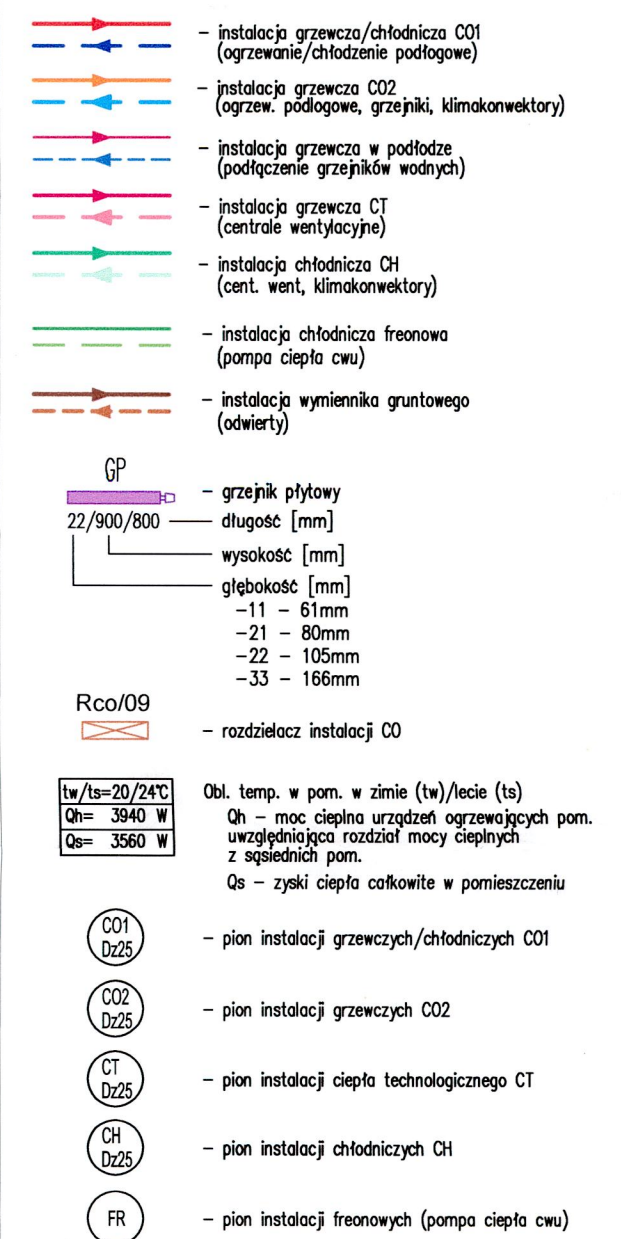 – instalacja grzewcza/chłodnicza CO1
(ogrzewanie/chłodzenie podłogowe)
– instalacja grzewcza CO2
(ogrzew. podlogowe, grzejniki, klimakonwektory)
– instalacja grzewcza w podłodze
(podłączenie grzejników wodnych)
– instalacja grzewcza CT
(centrale wentylacyjne)
– instalacja chłodnicza CH
(cent. went, klimakonwektory)
– instalacja chłodnicza freonowa
(pompa ciepła cwu)
– instalacja wymiennika gruntowego
(odwierty)
GP
– grzejnik płytowy
22/900/800 – długość [mm]
– wysokość [mm]
– głębokość [mm]
–11 – 61mm
–21 – 80mm
–22 – 105mm
–33 – 166mm
Rco/09
– rozdzielacz instalacji CO
tw/ts=20/24℃ Obl. temp. w pom. w zimie (tw)/lecie (ts)
Qh= 3940 W Qh – moc cieplna urządzeń ogrzewających pom.
uwzględniająca rozdział mocy cieplnych
Qs= 3560 W z sąsiednich pom.
Qs – zyski ciepła całkowite w pomieszczeniu
CO1
Dz25 – pion instalacji grzewczych/chłodniczych CO1
CO2
Dz25 – pion instalacji grzewczych CO2
CT
Dz25 – pion instalacji ciepła technologicznego CT
CH
Dz25 – pion instalacji chłodniczych CH
FR – pion instalacji freonowych (pompa ciepła cwu)